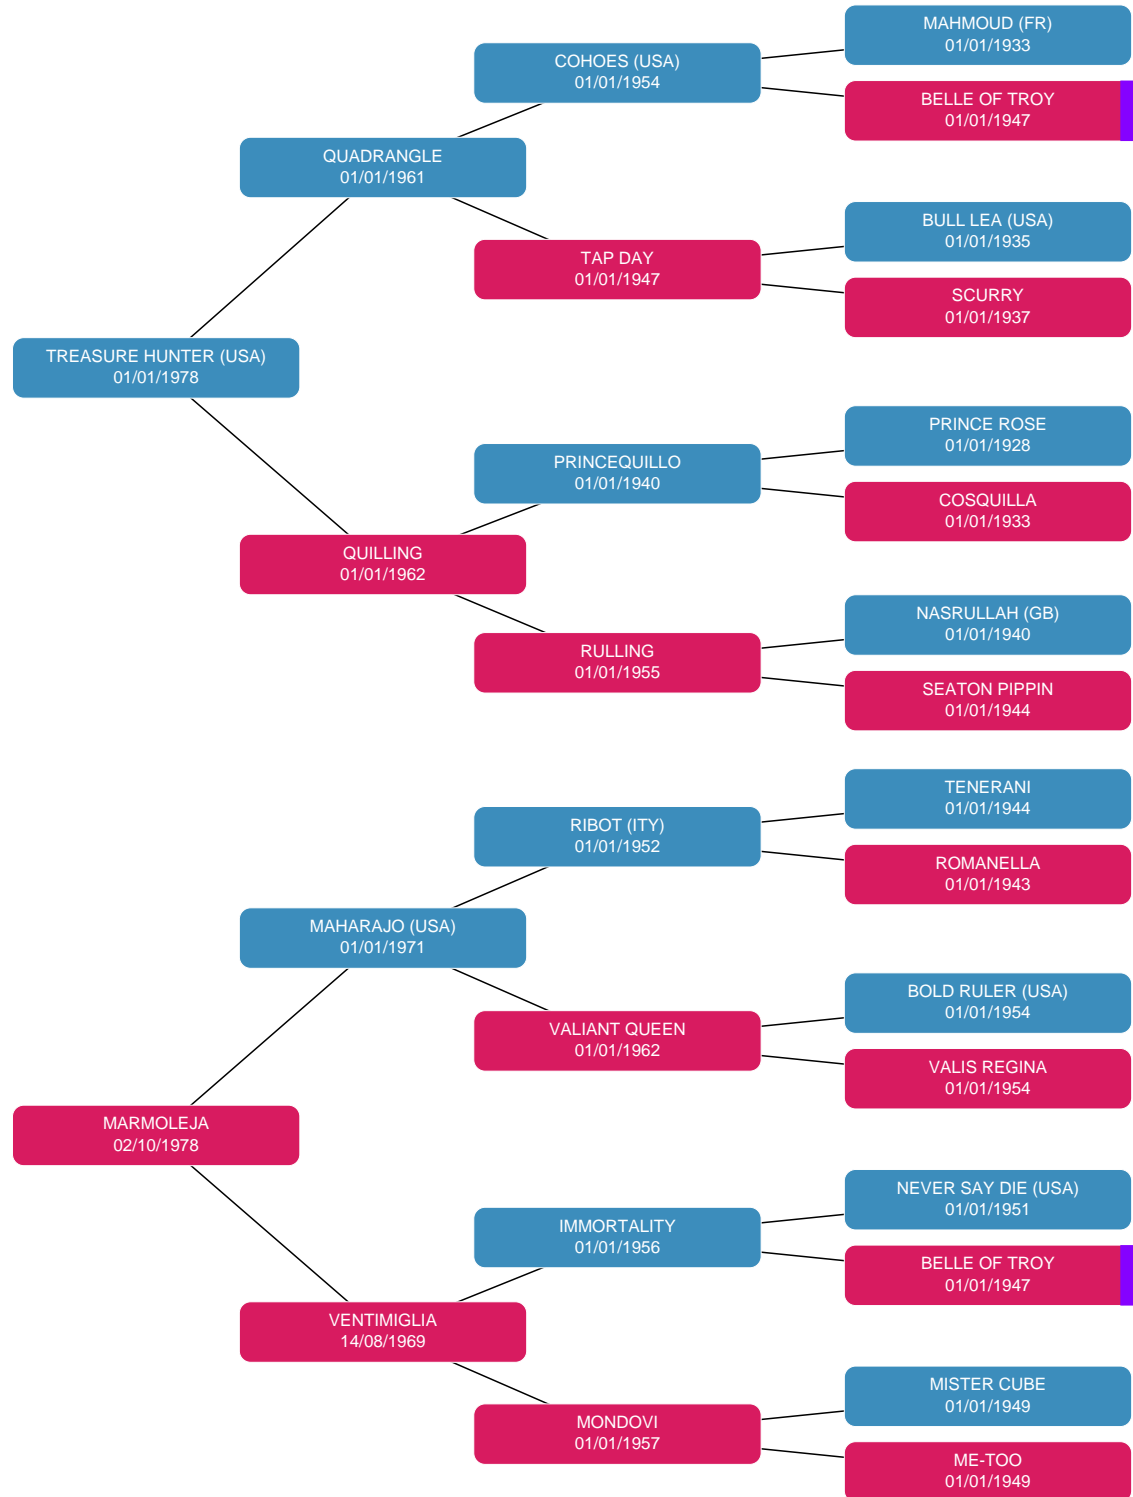 MAHMOUD (FR)
01/01/1933
COHOES (USA)
01/01/1954
BELLE OF TROY
01/01/1947
QUADRANGLE
01/01/1961
BULL LEA (USA)
01/01/1935
TAP DAY
01/01/1947
SCURRY
01/01/1937
TREASURE HUNTER (USA)
01/01/1978
PRINCE ROSE
01/01/1928
PRINCEQUILLO
01/01/1940
COSQUILLA
01/01/1933
QUILLING
01/01/1962
NASRULLAH (GB)
01/01/1940
RULLING
01/01/1955
SEATON PIPPIN
01/01/1944
TENERANI
01/01/1944
RIBOT (ITY)
01/01/1952
ROMANELLA
01/01/1943
MAHARAJO (USA)
01/01/1971
BOLD RULER (USA)
01/01/1954
VALIANT QUEEN
01/01/1962
VALIS REGINA
01/01/1954
MARMOLEJA
02/10/1978
NEVER SAY DIE (USA)
01/01/1951
IMMORTALITY
01/01/1956
BELLE OF TROY
01/01/1947
VENTIMIGLIA
14/08/1969
MISTER CUBE
01/01/1949
MONDOVI
01/01/1957
ME-TOO
01/01/1949